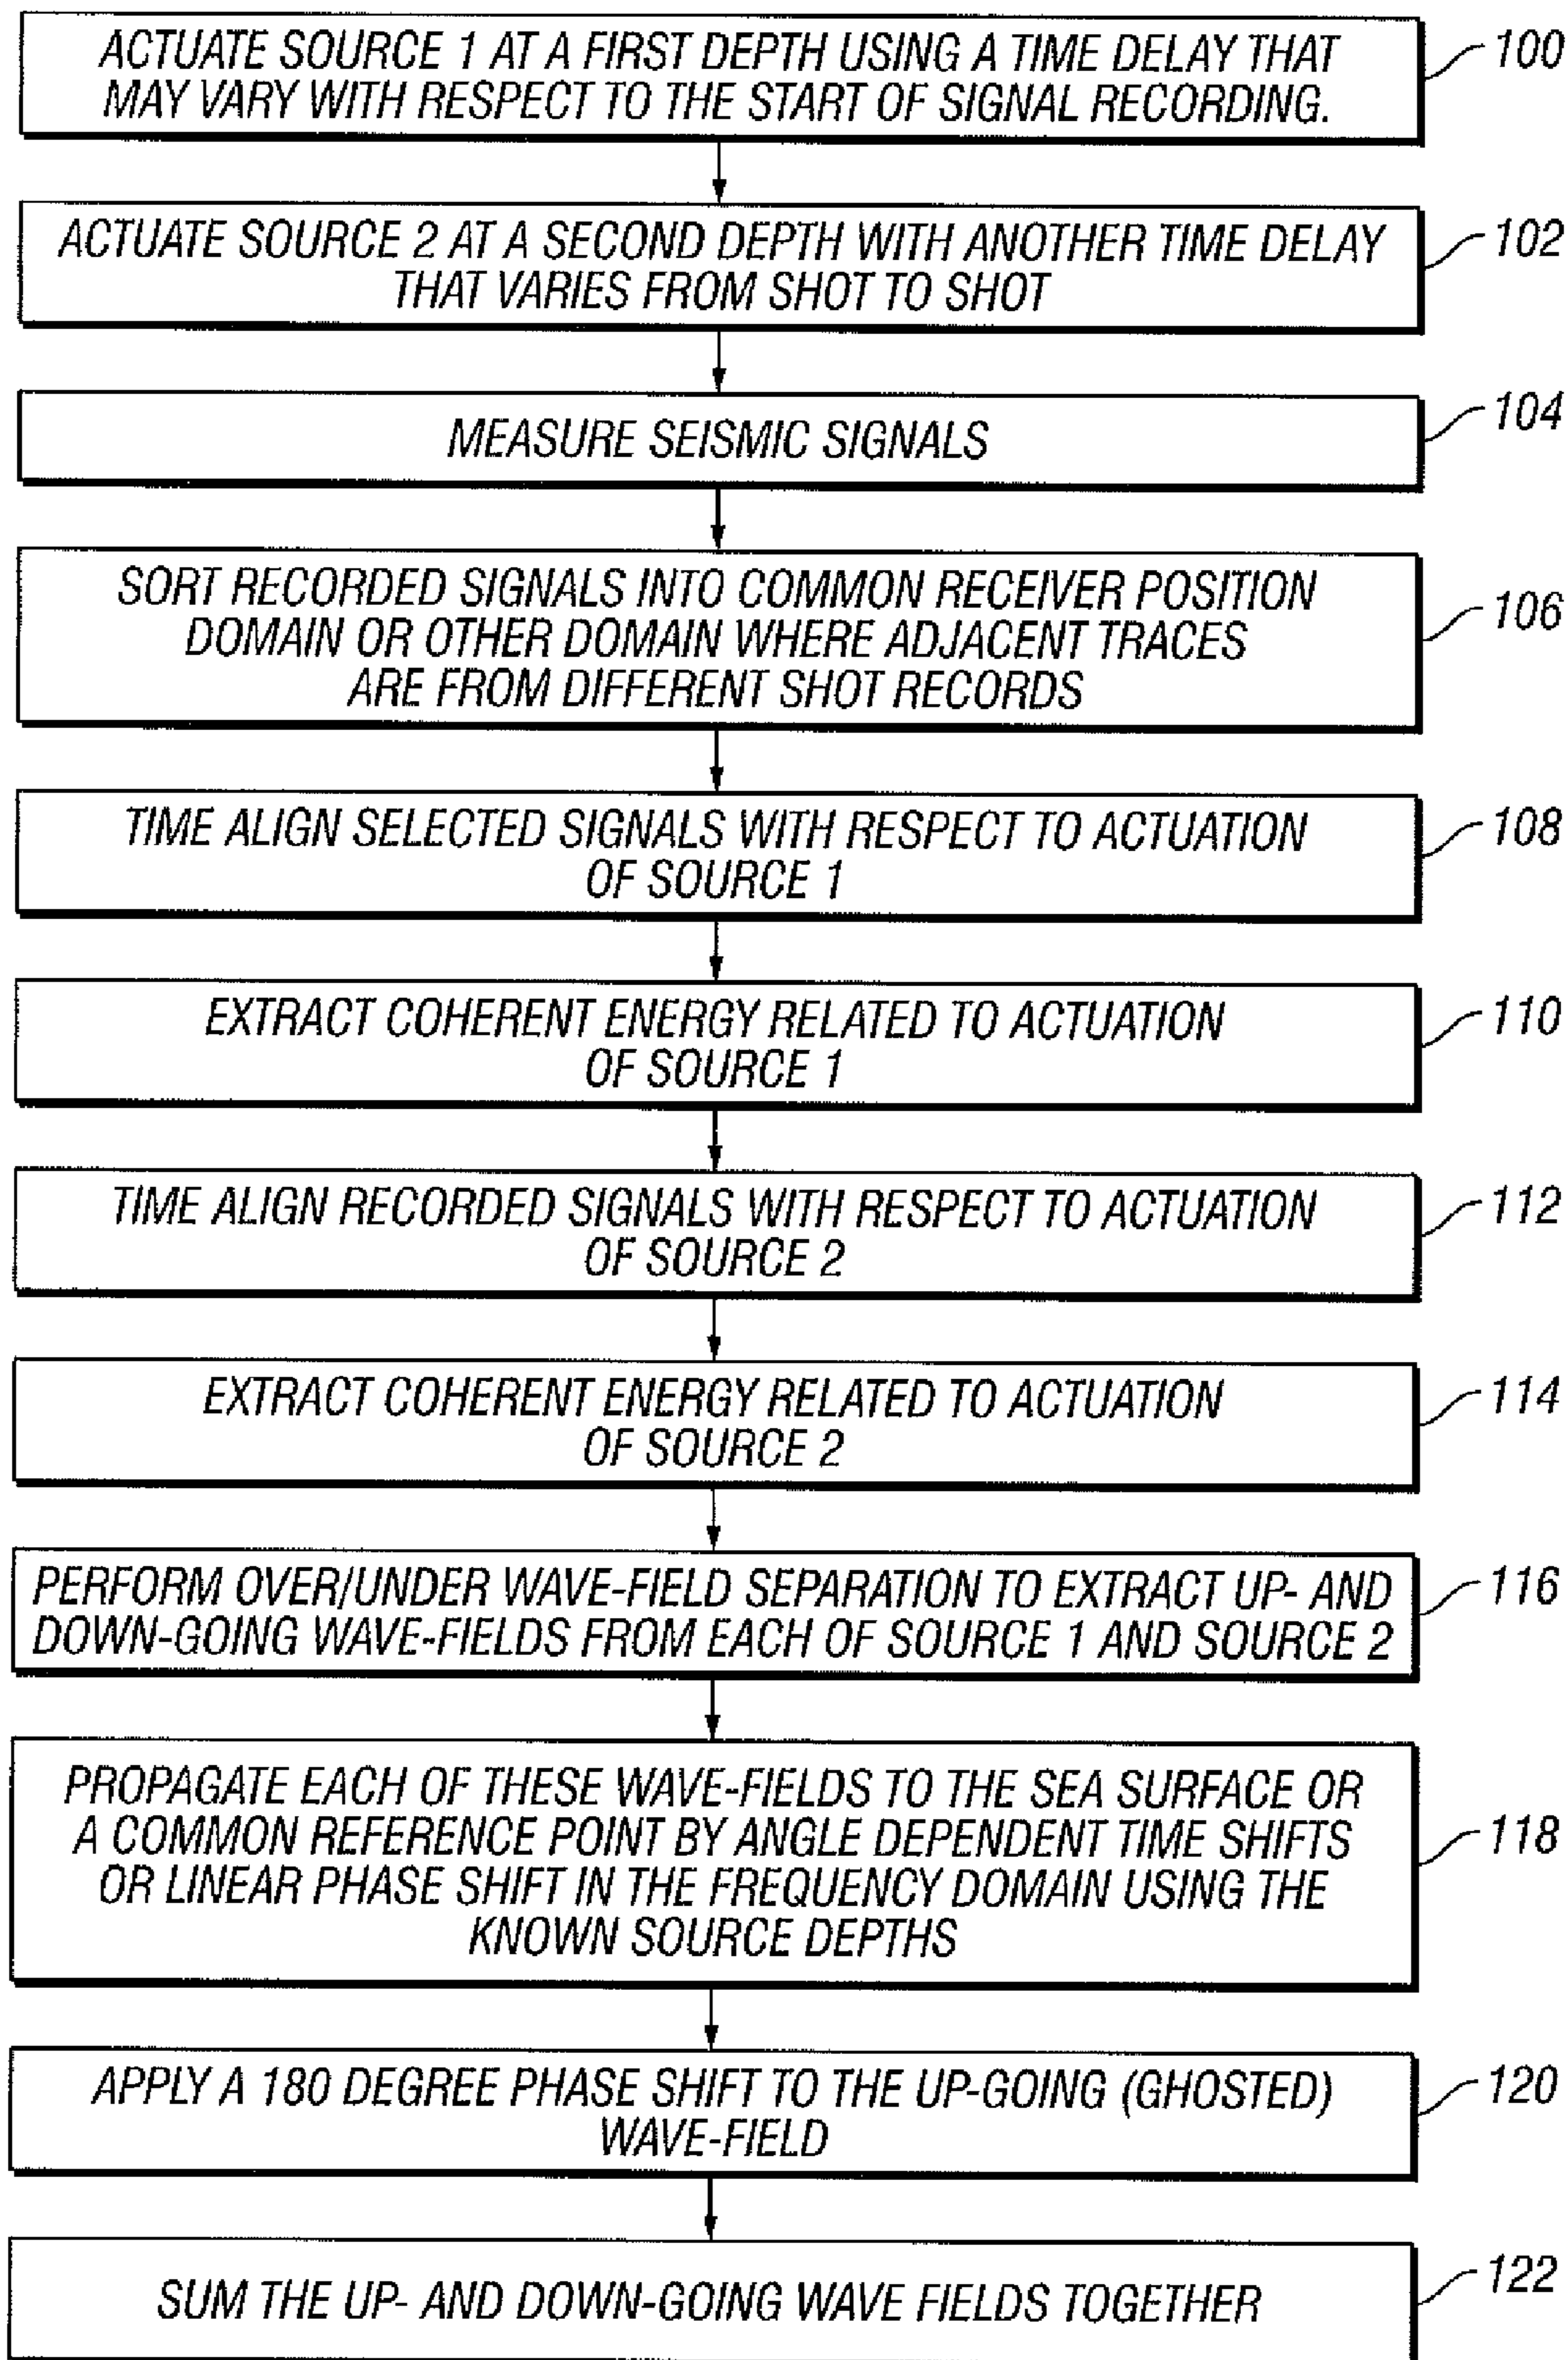 ACTUATE SOURCE 1 AT A FIRST DEPTH USING A TIME DELAY THAT
MAY VARY WITH RESPECT TO THE START OF SIGNAL RECORDING.
100
ACTUATE SOURCE 2 AT A SECOND DEPTH WITH ANOTHER TIME DELAY
THAT VARIES FROM SHOT TO SHOT
102
MEASURE SEISMIC SIGNALS
104
SORT RECORDED SIGNALS INTO COMMON RECEIVER POSITION
DOMAIN OR OTHER DOMAIN WHERE ADJACENT TRACES
ARE FROM DIFFERENT SHOT RECORDS
106
TIME ALIGN SELECTED SIGNALS WITH RESPECT TO ACTUATION
OF SOURCE 1
108
EXTRACT COHERENT ENERGY RELATED TO ACTUATION
OF SOURCE 1
110
TIME ALIGN RECORDED SIGNALS WITH RESPECT TO ACTUATION
OF SOURCE 2
112
EXTRACT COHERENT ENERGY RELATED TO ACTUATION
OF SOURCE 2
114
PERFORM OVER/UNDER WAVE-FIELD SEPARATION TO EXTRACT UP- AND
DOWN-GOING WAVE-FIELDS FROM EACH OF SOURCE 1 AND SOURCE 2
116
PROPAGATE EACH OF THESE WAVE-FIELDS TO THE SEA SURFACE OR
A COMMON REFERENCE POINT BY ANGLE DEPENDENT TIME SHIFTS
OR LINEAR PHASE SHIFT IN THE FREQUENCY DOMAIN USING THE
KNOWN SOURCE DEPTHS
118
APPLY A 180 DEGREE PHASE SHIFT TO THE UP-GOING (GHOSTED)
WAVE-FIELD
120
SUM THE UP- AND DOWN-GOING WAVE FIELDS TOGETHER
122